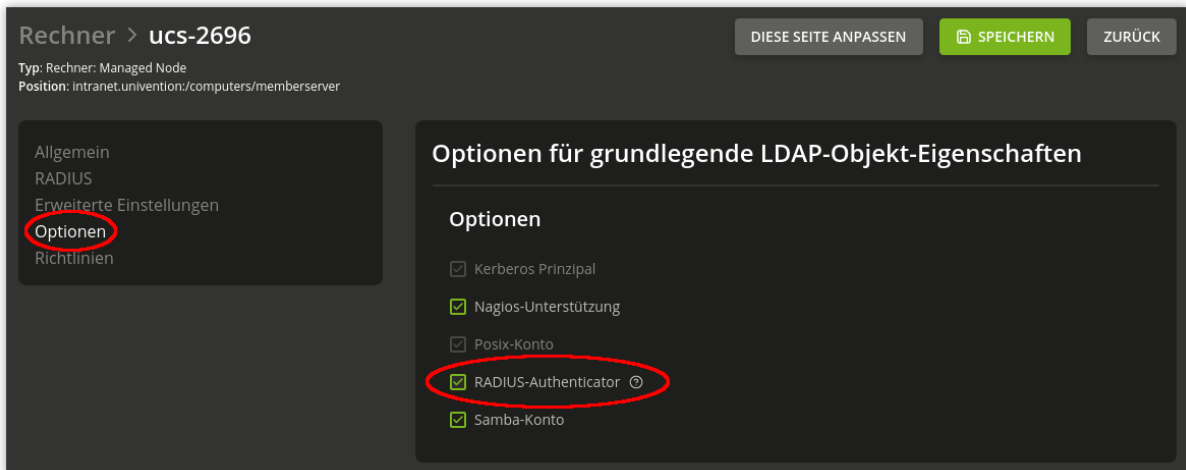 Rechner > ucs-2696
DIESE SEITE ANPASSEN
SPEICHERN
ZURÜCK
Typ: Rechner: Managed Node
Position: intranet.univention:/computers/memberserver
Allgemein
RADIUS
Erweiterte Einstellungen
Optionen
Richtlinien
Optionen für grundlegende LDAP-Objekt-Eigenschaften
Optionen
Kerberos Prinzipal
Nagios-Unterstützung
Posix-Konto
RADIUS-Authenticator
Samba-Konto